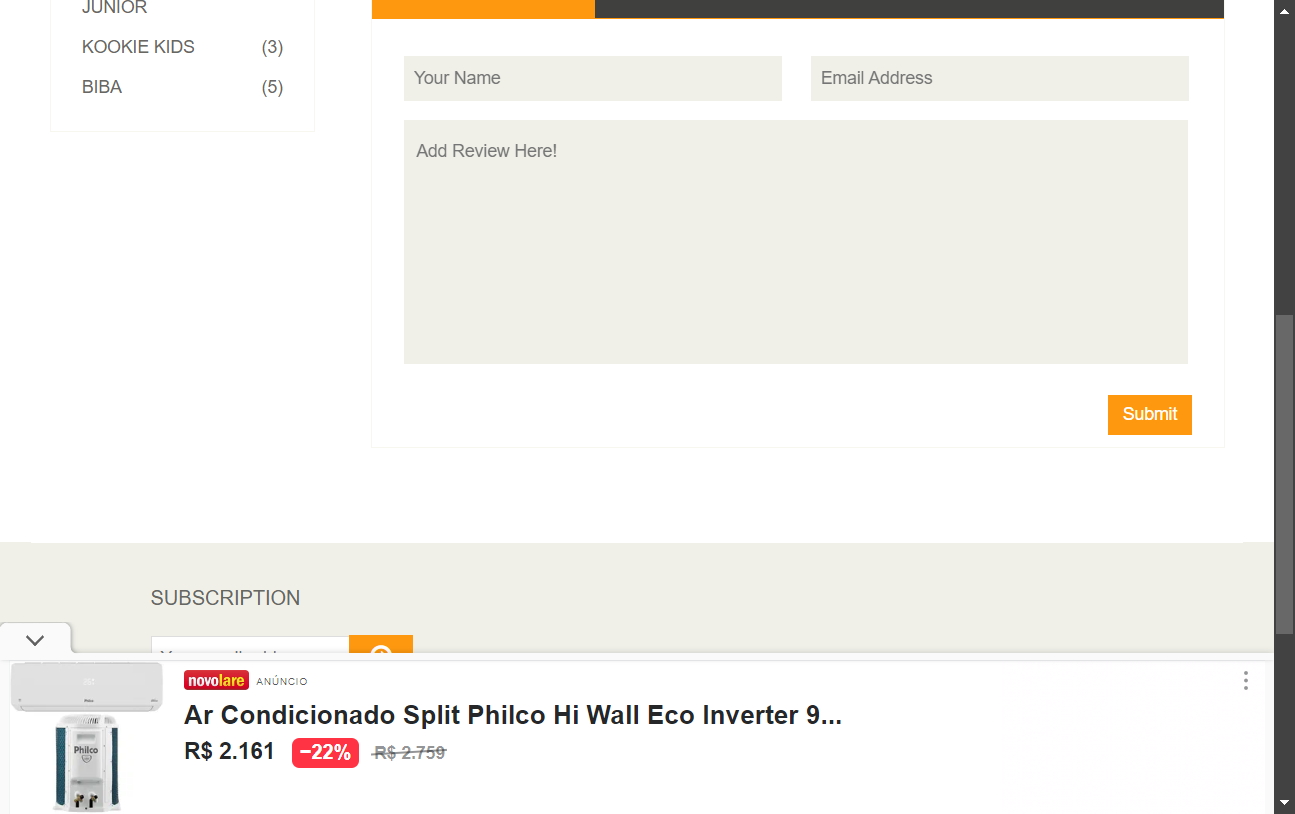 JUNIOR
KOOKIE KIDS (3)
BIBA (5)
Your Name
Email Address
Add Review Here!
Submit
SUBSCRIPTION
novolare ANÚNCIO
Ar Condicionado Split Philco Hi Wall Eco Inverter 9...
R$ 2.161 −22% R$ 2.759
Philco